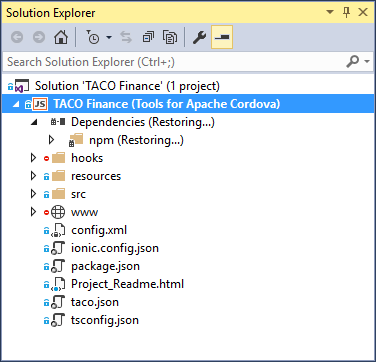 Solution Explorer
Search Solution Explorer (Ctrl+;)
Solution 'TACO Finance' (1 project)
JS TACO Finance (Tools for Apache Cordova)
Dependencies (Restoring...)
npm (Restoring...)
hooks
resources
src
www
config.xml
ionic.config.json
package.json
Project_Readme.html
taco.json
tsconfig.json